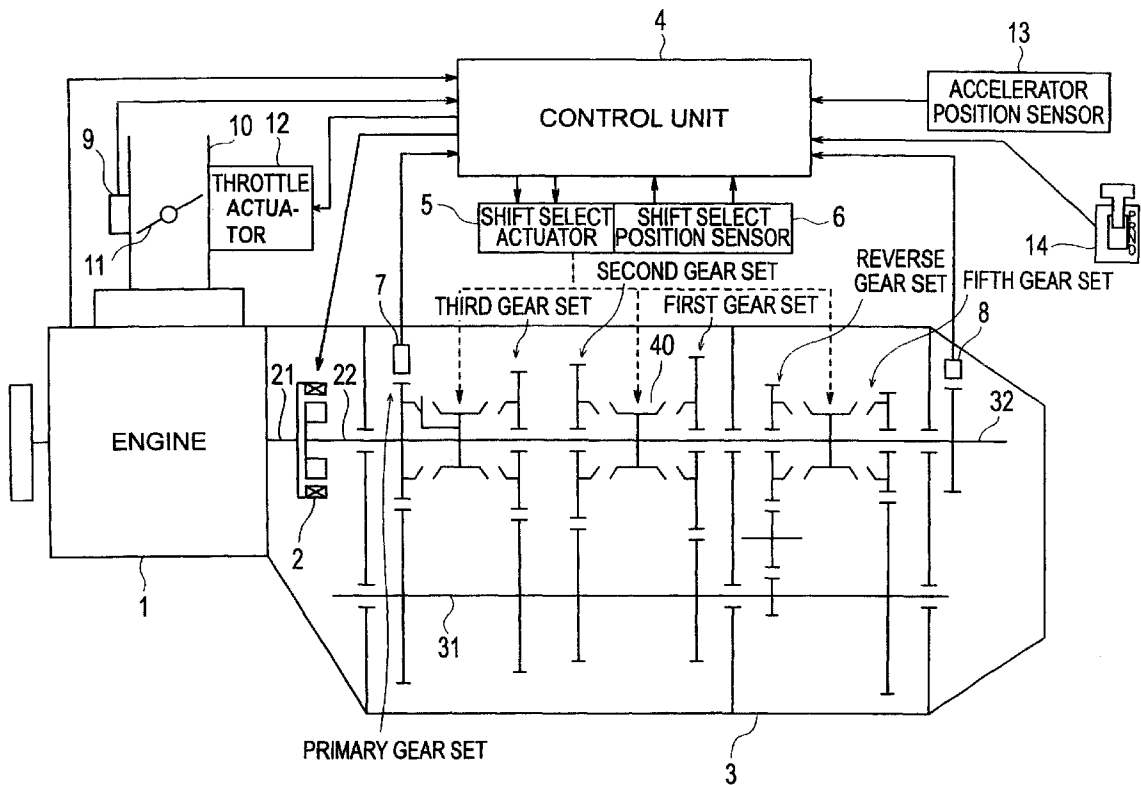 4
13
CONTROL UNIT
ACCELERATOR
POSITION SENSOR
9
10
12
THROTTLE
ACTUA-
TOR
11
5
SHIFT SELECT
ACTUATOR
SHIFT SELECT
POSITION SENSOR
6
14
PRND
SECOND GEAR SET
REVERSE
GEAR SET
FIFTH GEAR SET
THIRD GEAR SET
FIRST GEAR SET
7
40
8
21
22
32
ENGINE
2
1
31
PRIMARY GEAR SET
3